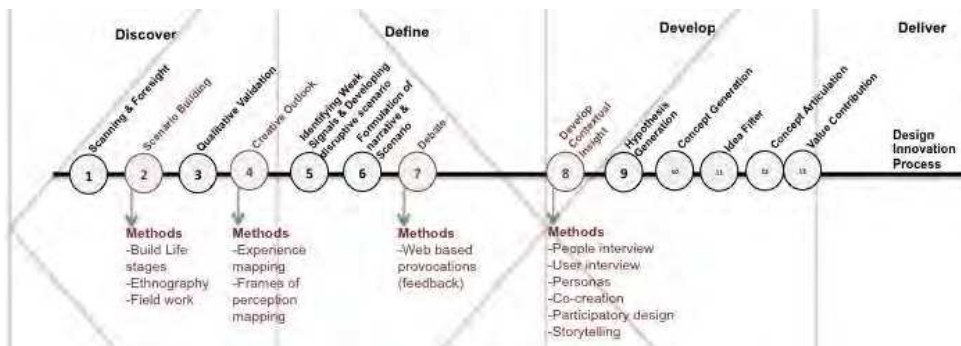 Discover
Define
Develop
Deliver
Scanning & Foresight
Scenario Building
Qualitative Validation
Creative Outlook
Identifying Weak
Signals & Developing
disruptive scenario
Formulation of
narrative &
Scenario
Debate
Develop
Contextual
Insight
Hypothesis
Generation
Concept Generation
Idea Filter
Concept Articulation
Value Contribution
1
2
3
4
5
6
7
8
9
10
11
12
13
Design
Innovation
Process
Methods
-Build Life
stages
-Ethnography
-Field work
Methods
-Experience
mapping
-Frames of
perception
mapping
-Web based
provocations
(feedback)
Methods
-People interview
-User interview
-Personas
-Co-creation
-Participatory design
-Storytelling